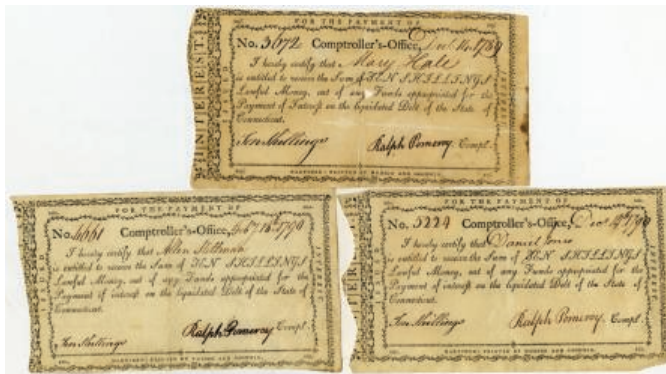 FOR THE PAYMENT OF
INTEREST.
No. 3672 Comptroller's-Office, Dec. 1789
I hereby certify that Mary Hale
is entitled to receive the Sum of TEN SHILLINGS
Lawful Money, out of any Funds appropriated for the
Payment of Interest on the liquidated Debt of the State of
Connecticut.
Ten Shillings Ralph Pomeroy Compt.
HARTFORD: PRINTED BY HUDSON AND GOODWIN.
FOR THE PAYMENT OF
No. 4661 Comptroller's-Office, 1790
I hereby certify that Allen
is entitled to receive the Sum of TEN SHILLINGS
Lawful Money, out of any Funds appropriated for the
Payment of interest on the liquidated Debt of the State of
Connecticut.
Ten Shillings Ralph Pomeroy Compt.
HARTFORD: PRINTED BY HUDSON AND GOODWIN.
FOR THE PAYMENT OF
No. 5224 Comptroller's-Office, Dec. 1790
I hereby certify that Daniel Jones
is entitled to receive the Sum of TEN SHILLINGS
Lawful Money, out of any Funds appropriated for the
Payment of interest on the liquidated Debt of the State of
Connecticut.
Ten Shillings Ralph Pomeroy. Compt.
HARTFORD: PRINTED BY HUDSON AND GOODWIN.